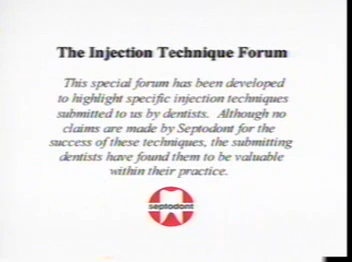 The Injection Technique Forum
This special forum has been developed
to highlight specific injection techniques
submitted to us by dentists. Although no
claims are made by Septodont for the
success of these techniques, the submitting
dentists have found them to be valuable
within their practice.
septodont